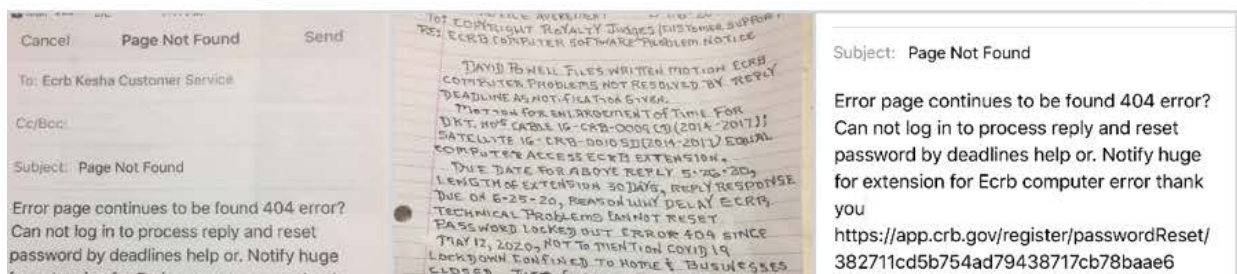 Cancel Page Not Found Send
To: Ecrb Kesha Customer Service
Cc/Bcc:
Subject: Page Not Found
Error page continues to be found 404 error?
Can not log in to process reply and reset
password by deadlines help or. Notify huge
TO: COPYRIGHT ROYALTY Judges/CUSTOMER SUPPORT
RE: ECRB COMPUTER SOFTWARE PROBLEM NOTICE
DAVID POWELL FILES WRITTEN MOTION ECRB
COMPUTER PROBLEMS NOT RESOLVED BY REPLY
DEADLINE AS NOTIFICATION GIVEN.
MOTION FOR ENLARGEMENT OF TIME FOR
DKT. NO'S CABLE 16-CRB-0009 CD (2014-2017);
SATELLITE 16-CRB-0010 SD (2014-2017) EQUAL
COMPUTER ACCESS ECRB EXTENSION.
DUE DATE FOR ABOVE REPLY 5-26-20,
LENGTH OF EXTENSION 30 DAYS, REPLY RESPONSE
DUE ON 6-25-20, REASON WHY DELAY ECRB
TECHNICAL PROBLEMS CANNOT RESET
PASSWORD LOCKED OUT ERROR 404 SINCE
MAY 12, 2020, NOT TO MENTION COVID 19
LOCKDOWN CONFINED TO HOME & BUSINESSES
Subject: Page Not Found
Error page continues to be found 404 error?
Can not log in to process reply and reset
password by deadlines help or. Notify huge
for extension for Ecrb computer error thank
you
https://app.crb.gov/register/passwordReset/
382711cd5b754ad79438717cb78baae6